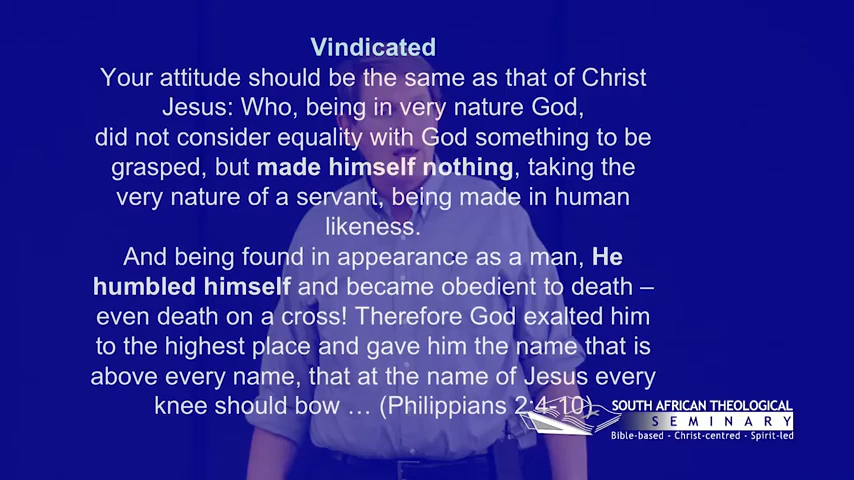 Vindicated
Your attitude should be the same as that of Christ
Jesus: Who, being in very nature God,
did not consider equality with God something to be
grasped, but made himself nothing, taking the
very nature of a servant, being made in human
likeness.
And being found in appearance as a man, He
humbled himself and became obedient to death –
even death on a cross! Therefore God exalted him
to the highest place and gave him the name that is
above every name, that at the name of Jesus every
knee should bow … (Philippians 2:4-10)
SOUTH AFRICAN THEOLOGICAL
SEMINARY
Bible-based - Christ-centred - Spirit-led